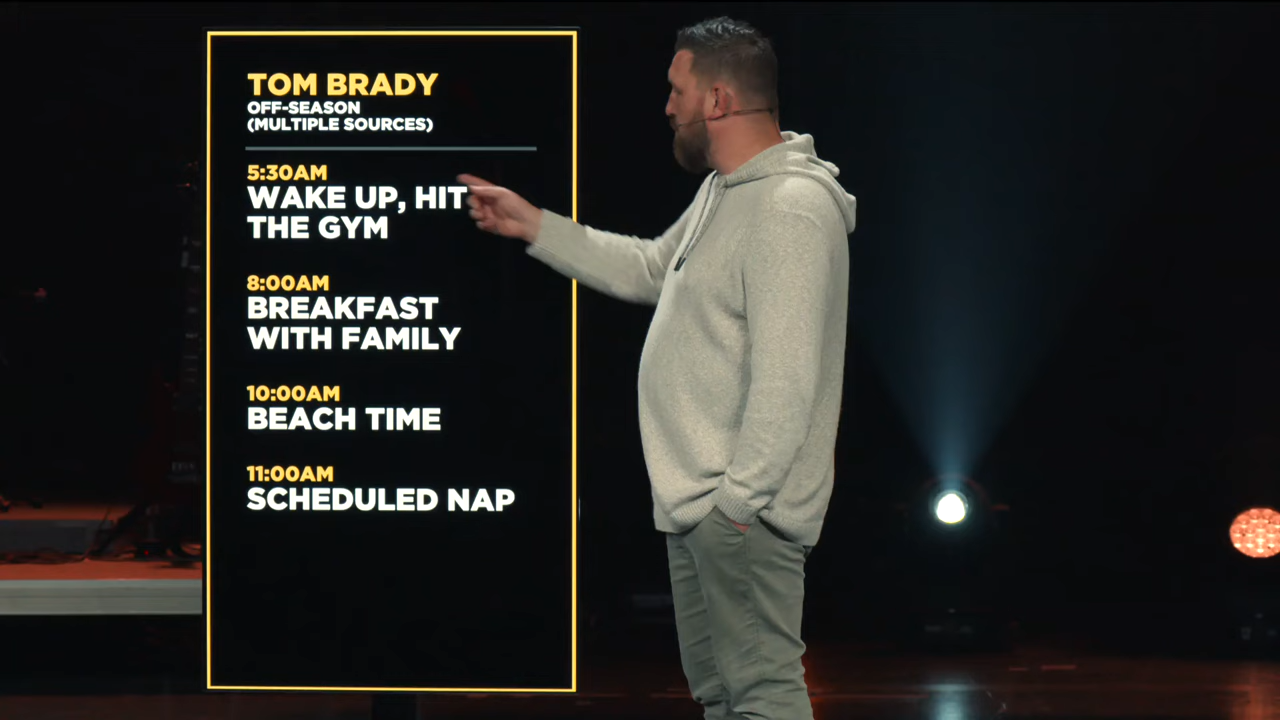 TOM BRADY
OFF-SEASON
(MULTIPLE SOURCES)
5:30AM
WAKE UP, HIT
THE GYM
8:00AM
BREAKFAST
WITH FAMILY
10:00AM
BEACH TIME
11:00AM
SCHEDULED NAP